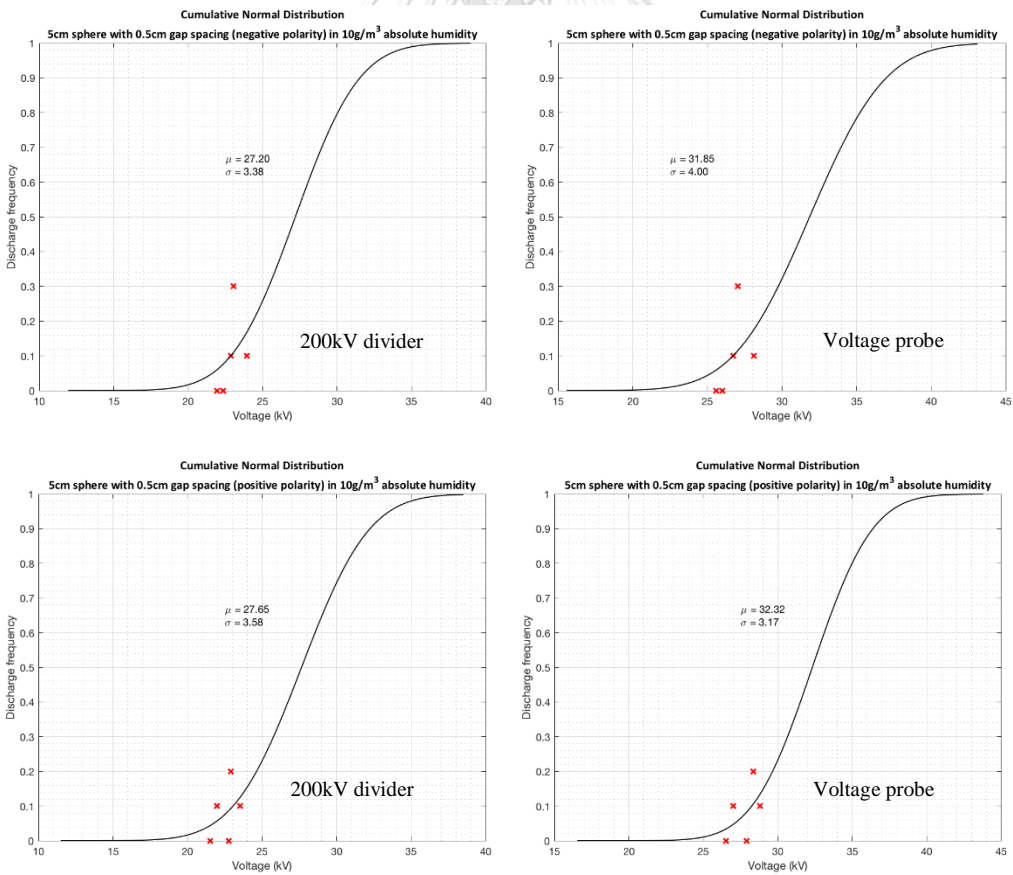 Cumulative Normal Distribution
5cm sphere with 0.5cm gap spacing (negative polarity) in 10g/m³ absolute humidity
Discharge frequency
1
0.9
0.8
0.7
0.6
0.5
0.4
0.3
0.2
0.1
0
μ = 27.20
σ = 3.38
200kV divider
10 15 20 25 30 35 40
Voltage (kV)
Cumulative Normal Distribution
5cm sphere with 0.5cm gap spacing (negative polarity) in 10g/m³ absolute humidity
Discharge frequency
1
0.9
0.8
0.7
0.6
0.5
0.4
0.3
0.2
0.1
0
μ = 31.85
σ = 4.00
Voltage probe
15 20 25 30 35 40 45
Voltage (kV)
Cumulative Normal Distribution
5cm sphere with 0.5cm gap spacing (positive polarity) in 10g/m³ absolute humidity
Discharge frequency
1
0.9
0.8
0.7
0.6
0.5
0.4
0.3
0.2
0.1
0
μ = 27.65
σ = 3.58
200kV divider
10 15 20 25 30 35 40
Voltage (kV)
Cumulative Normal Distribution
5cm sphere with 0.5cm gap spacing (positive polarity) in 10g/m³ absolute humidity
Discharge frequency
1
0.9
0.8
0.7
0.6
0.5
0.4
0.3
0.2
0.1
0
μ = 32.32
σ = 3.17
Voltage probe
15 20 25 30 35 40 45
Voltage (kV)